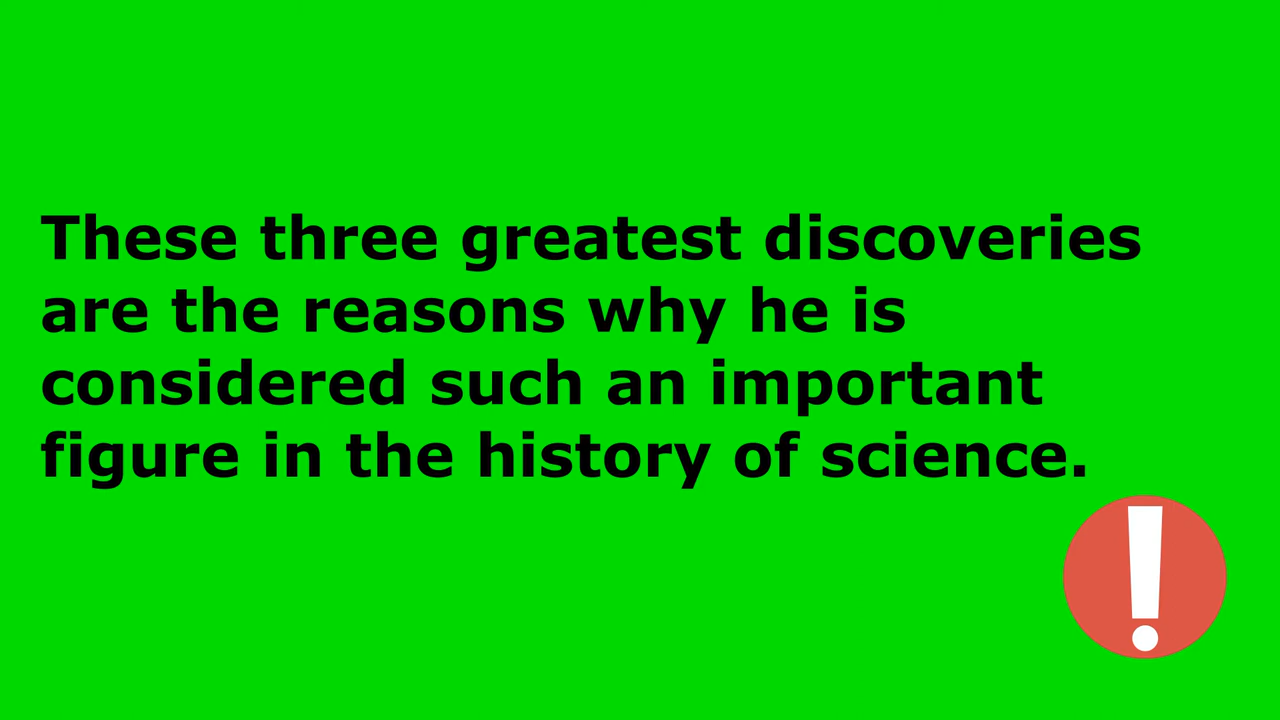 These three greatest discoveries
are the reasons why he is
considered such an important
figure in the history of science.